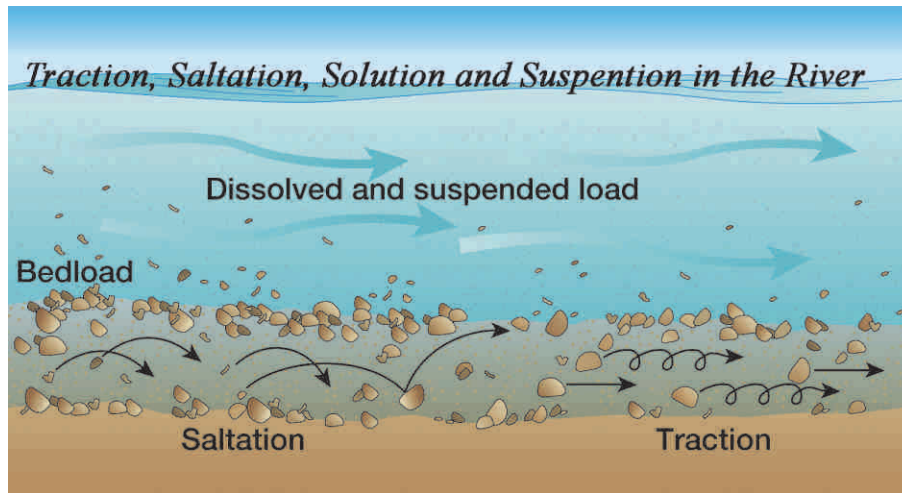 Traction, Saltation, Solution and Suspention in the River
Dissolved and suspended load
Bedload
Saltation
Traction